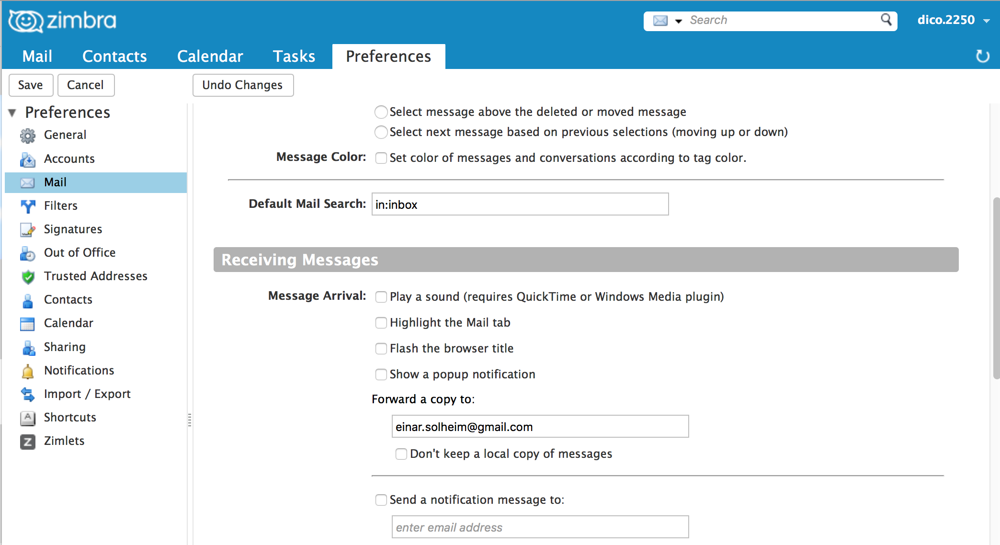 zimbra
Search
dico.2250
Mail Contacts Calendar Tasks Preferences
Save Cancel Undo Changes
Preferences
General
Accounts
Mail
Filters
Signatures
Out of Office
Trusted Addresses
Contacts
Calendar
Sharing
Notifications
Import / Export
Shortcuts
Zimlets
Select message above the deleted or moved message
Select next message based on previous selections (moving up or down)
Message Color: Set color of messages and conversations according to tag color.
Default Mail Search: in:inbox
Receiving Messages
Message Arrival: Play a sound (requires QuickTime or Windows Media plugin)
Highlight the Mail tab
Flash the browser title
Show a popup notification
Forward a copy to:
einar.solheim@gmail.com
Don't keep a local copy of messages
Send a notification message to:
enter email address